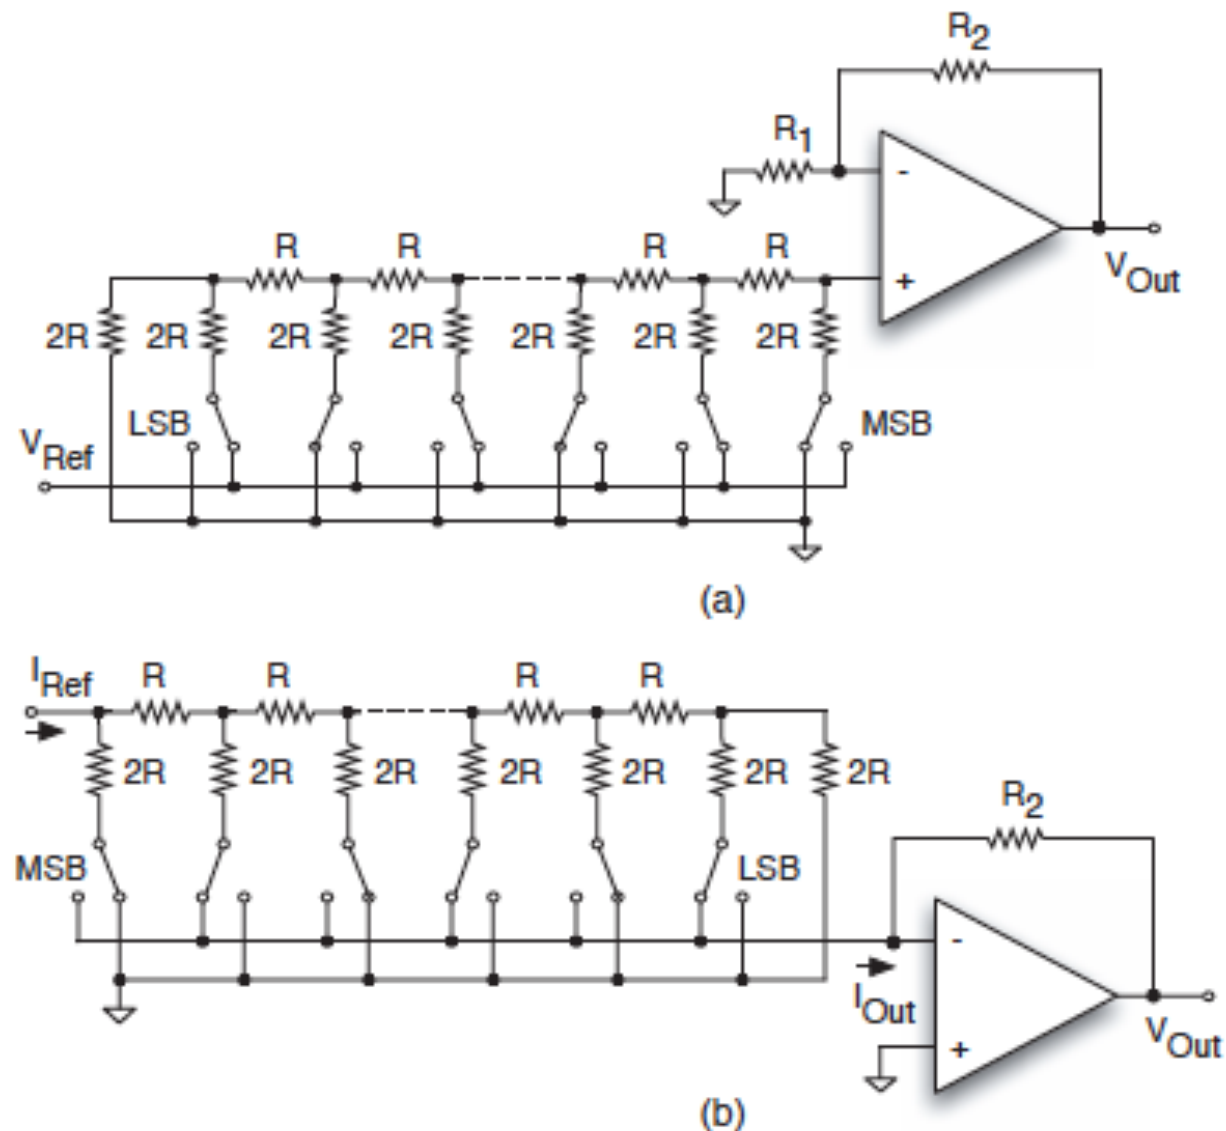 R2
R1
-
R R R R
+
VOut
2R 2R 2R 2R 2R 2R 2R
LSB MSB
VRef
(a)
IRef R R R R
2R 2R 2R 2R 2R 2R 2R
R2
MSB LSB
-
IOut
+
VOut
(b)